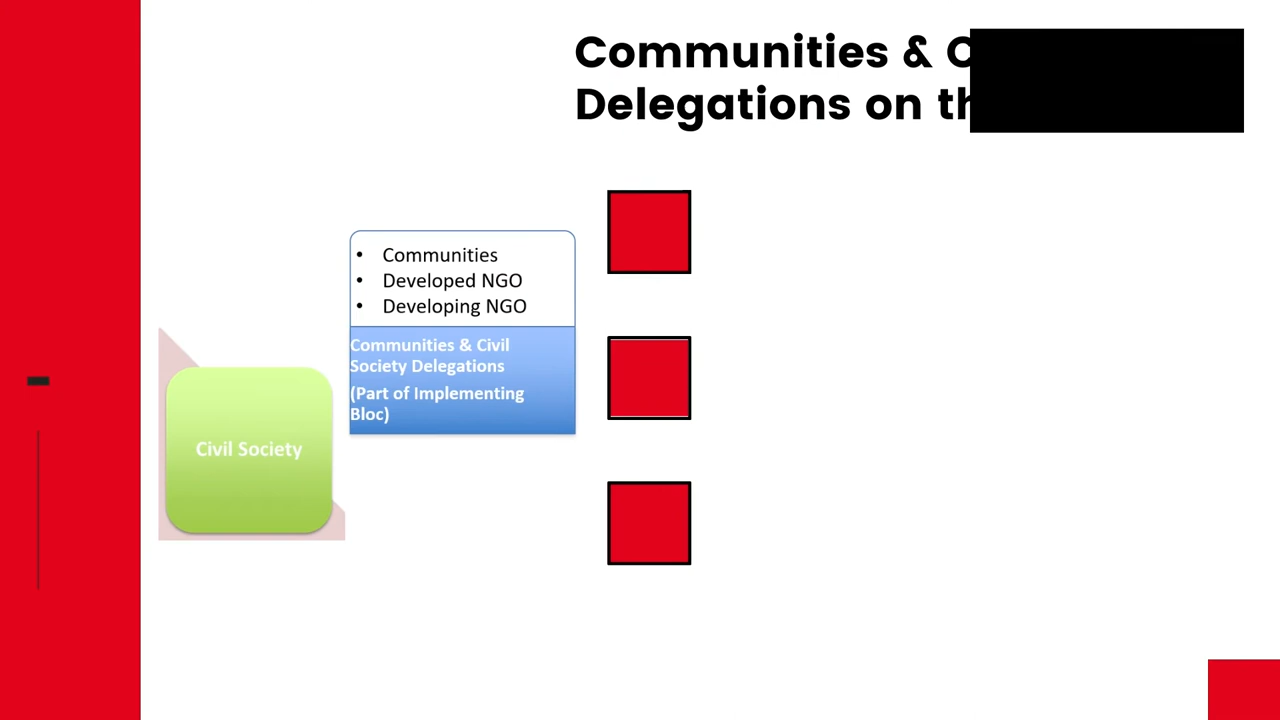 Communities & C
Delegations on th
• Communities
• Developed NGO
• Developing NGO
Communities & Civil
Society Delegations
(Part of Implementing
Bloc)
Civil Society